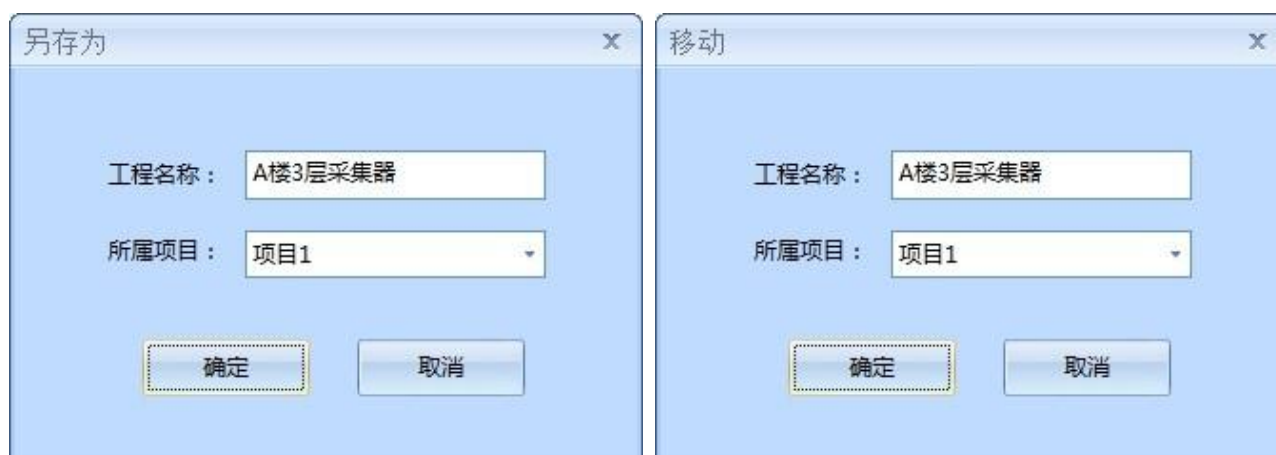 另存为
x
工程名称：
A楼3层采集器
所属项目：
项目1
确定
取消
移动
x
工程名称：
A楼3层采集器
所属项目：
项目1
确定
取消